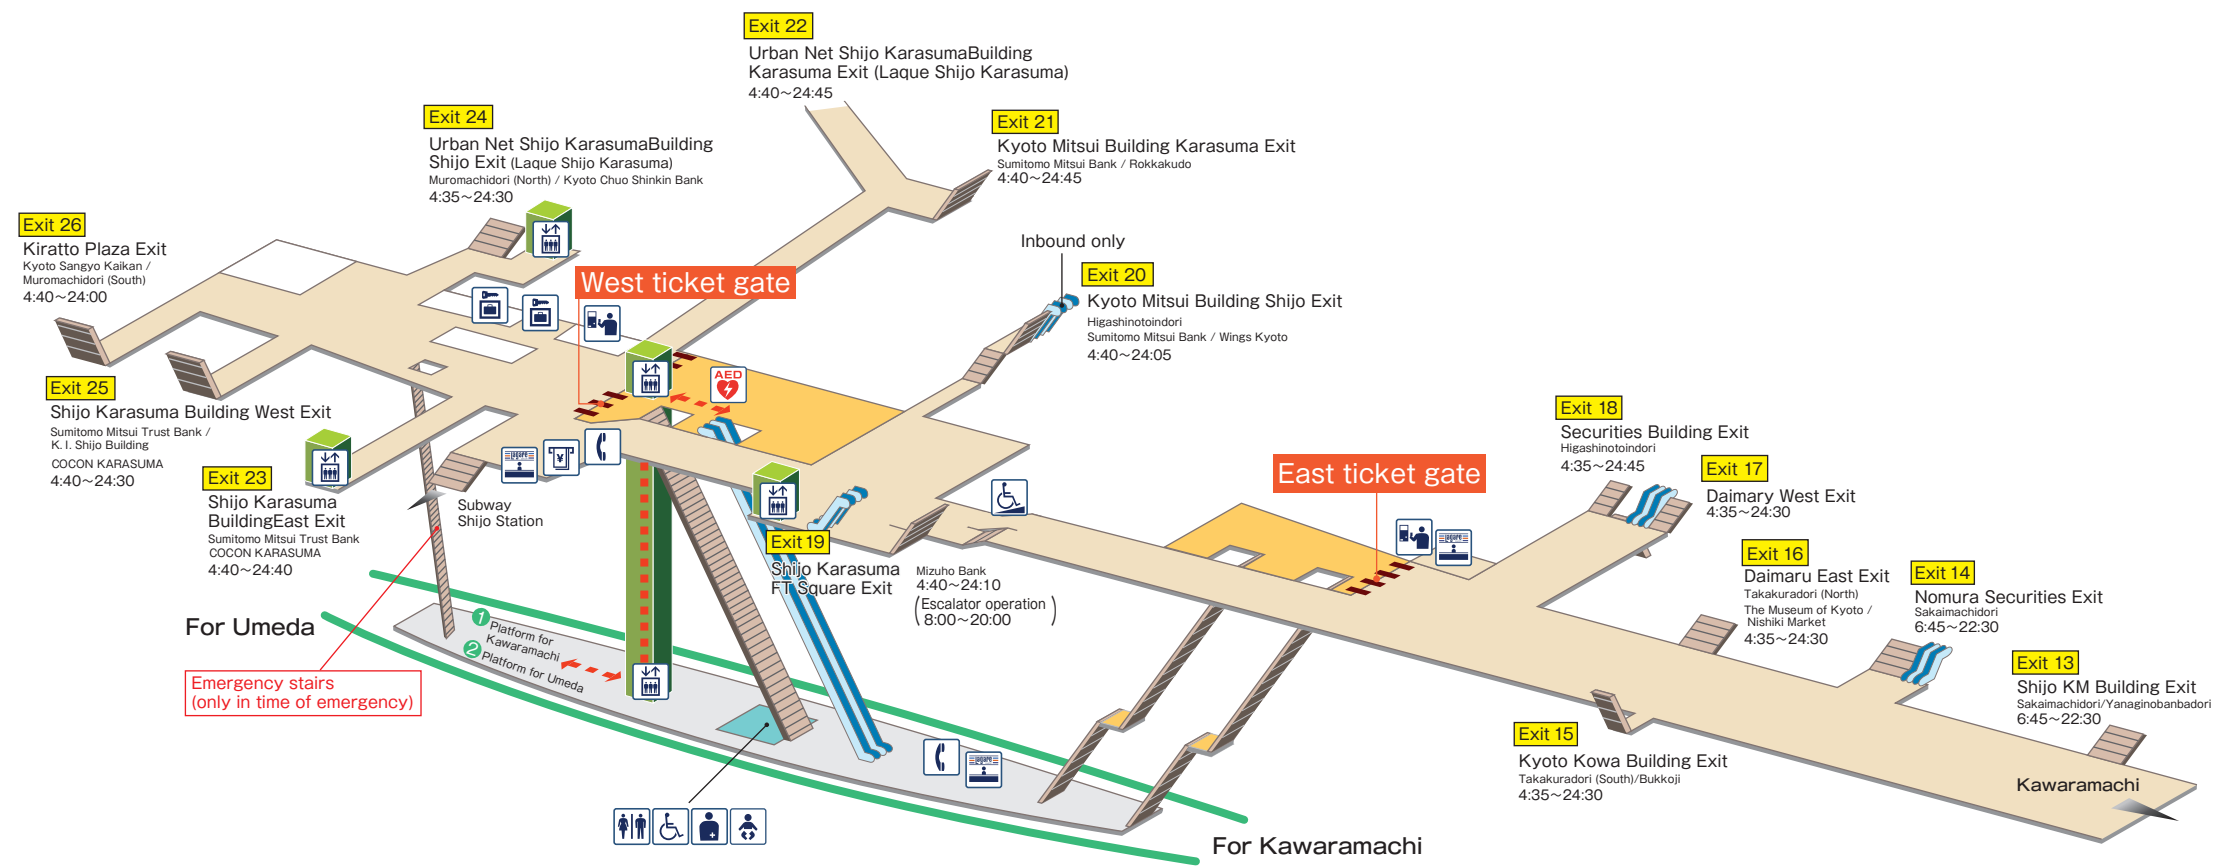 Exit 22
Urban Net Shijo KarasumaBuilding
Karasuma Exit (Laque Shijo Karasuma)
4:40~24:45
Exit 24
Urban Net Shijo KarasumaBuilding
Shijo Exit (Laque Shijo Karasuma)
Muromachidori (North) / Kyoto Chuo Shinkin Bank
4:35~24:30
Exit 21
Kyoto Mitsui Building Karasuma Exit
Sumitomo Mitsui Bank / Rokkakudo
4:40~24:45
Exit 26
Kiratto Plaza Exit
Kyoto Sangyo Kaikan /
Muromachidori (South)
4:40~24:00
Inbound only
Exit 20
Kyoto Mitsui Building Shijo Exit
Higashinotoindori
Sumitomo Mitsui Bank / Wings Kyoto
4:40~24:05
West ticket gate
AED
Exit 25
Shijo Karasuma Building West Exit
Sumitomo Mitsui Trust Bank /
K. I. Shijo Building
COCON KARASUMA
4:40~24:30
Exit 23
Shijo Karasuma
BuildingEast Exit
Sumitomo Mitsui Trust Bank
COCON KARASUMA
4:40~24:40
Subway
Shijo Station
¥
Exit 18
Securities Building Exit
Higashinotoindori
4:35~24:45
Exit 17
Daimary West Exit
4:35~24:30
East ticket gate
Exit 19
Shijo Karasuma
FT Square Exit
Mizuho Bank
4:40~24:10
(Escalator operation
8:00~20:00)
Exit 16
Daimaru East Exit
Takakuradori (North)
The Museum of Kyoto /
Nishiki Market
4:35~24:30
Exit 14
Nomura Securities Exit
Sakaimachidori
6:45~22:30
Exit 13
Shijo KM Building Exit
Sakaimachidori/Yanaginobanbadori
6:45~22:30
For Umeda
1 Platform for
Kawaramachi
2 Platform for Umeda
Emergency stairs
(only in time of emergency)
Exit 15
Kyoto Kowa Building Exit
Takakuradori (South)/Bukkoji
4:35~24:30
Kawaramachi
For Kawaramachi